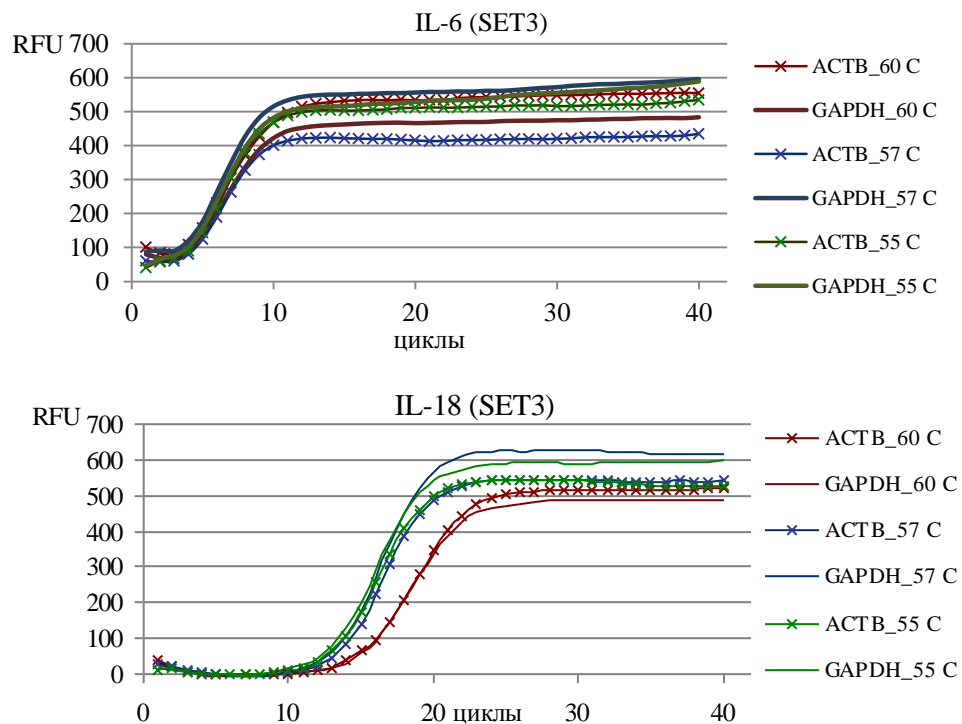 IL-6 (SET3)
RFU
700
600
500
400
300
200
100
0
0 10 20 30 40
циклы
ACTB_60 C
GAPDH_60 C
ACTB_57 C
GAPDH_57 C
ACTB_55 C
GAPDH_55 C
IL-18 (SET3)
RFU
700
600
500
400
300
200
100
0
0 10 20 циклы 30 40
ACTB_60 C
GAPDH_60 C
ACTB_57 C
GAPDH_57 C
ACTB_55 C
GAPDH_55 C